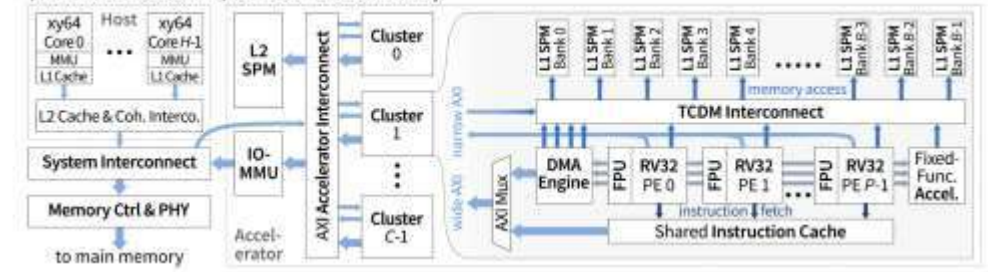 xy64
Core 0
MMU
L1 Cache
Host
xy64
Core H-1
MMU
L1 Cache
L2 Cache & Coh. Interco.
System Interconnect
Memory Ctrl & PHY
to main memory
L2
SPM
IO-
MMU
Accel-
erator
AXI Accelerator Interconnect
Cluster
0
Cluster
1
Cluster
C-1
narrow AXI
wide AXI
L1 SPM
Bank 0
L1 SPM
Bank 1
L1 SPM
Bank 2
L1 SPM
Bank 3
L1 SPM
Bank 4
L1 SPM
Bank B-3
L1 SPM
Bank B-2
L1 SPM
Bank B-1
memory access
TCDM Interconnect
AXI Mux
DMA
Engine
FPU
RV32
PE 0
FPU
RV32
PE 1
FPU
RV32
PE P-1
Fixed-
Func.
Accel.
instruction fetch
Shared Instruction Cache